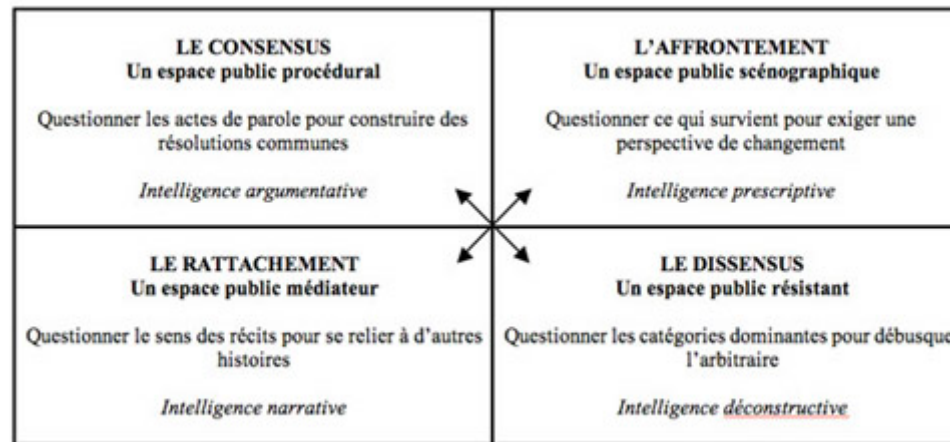 LE CONSENSUS
Un espace public procédural
Questionner les actes de parole pour construire des
résolutions communes
Intelligence argumentative
L'AFFRONTEMENT
Un espace public scénographique
Questionner ce qui survient pour exiger une
perspective de changement
Intelligence prescriptive
LE RATTACHEMENT
Un espace public médiateur
Questionner le sens des récits pour se relier à d'autres
histoires
Intelligence narrative
LE DISSENSUS
Un espace public résistant
Questionner les catégories dominantes pour débusque
l'arbitraire
Intelligence déconstructive